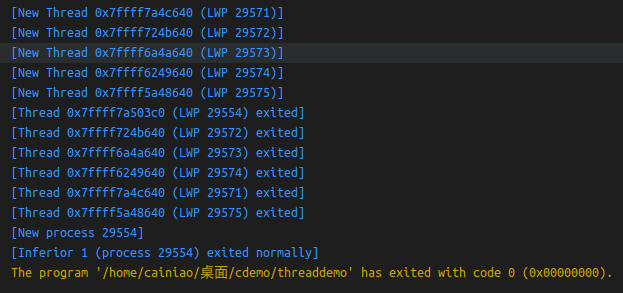 [New Thread 0x7ffff7a4c640 (LWP 29571)]
[New Thread 0x7ffff724b640 (LWP 29572)]
[New Thread 0x7ffff6a4a640 (LWP 29573)]
[New Thread 0x7ffff6249640 (LWP 29574)]
[New Thread 0x7ffff5a48640 (LWP 29575)]
[Thread 0x7ffff7a503c0 (LWP 29554) exited]
[Thread 0x7ffff724b640 (LWP 29572) exited]
[Thread 0x7ffff6a4a640 (LWP 29573) exited]
[Thread 0x7ffff6249640 (LWP 29574) exited]
[Thread 0x7ffff7a4c640 (LWP 29571) exited]
[Thread 0x7ffff5a48640 (LWP 29575) exited]
[New process 29554]
[Inferior 1 (process 29554) exited normally]
The program '/home/cainiao/桌面/cdemo/threaddemo' has exited with code 0 (0x00000000).